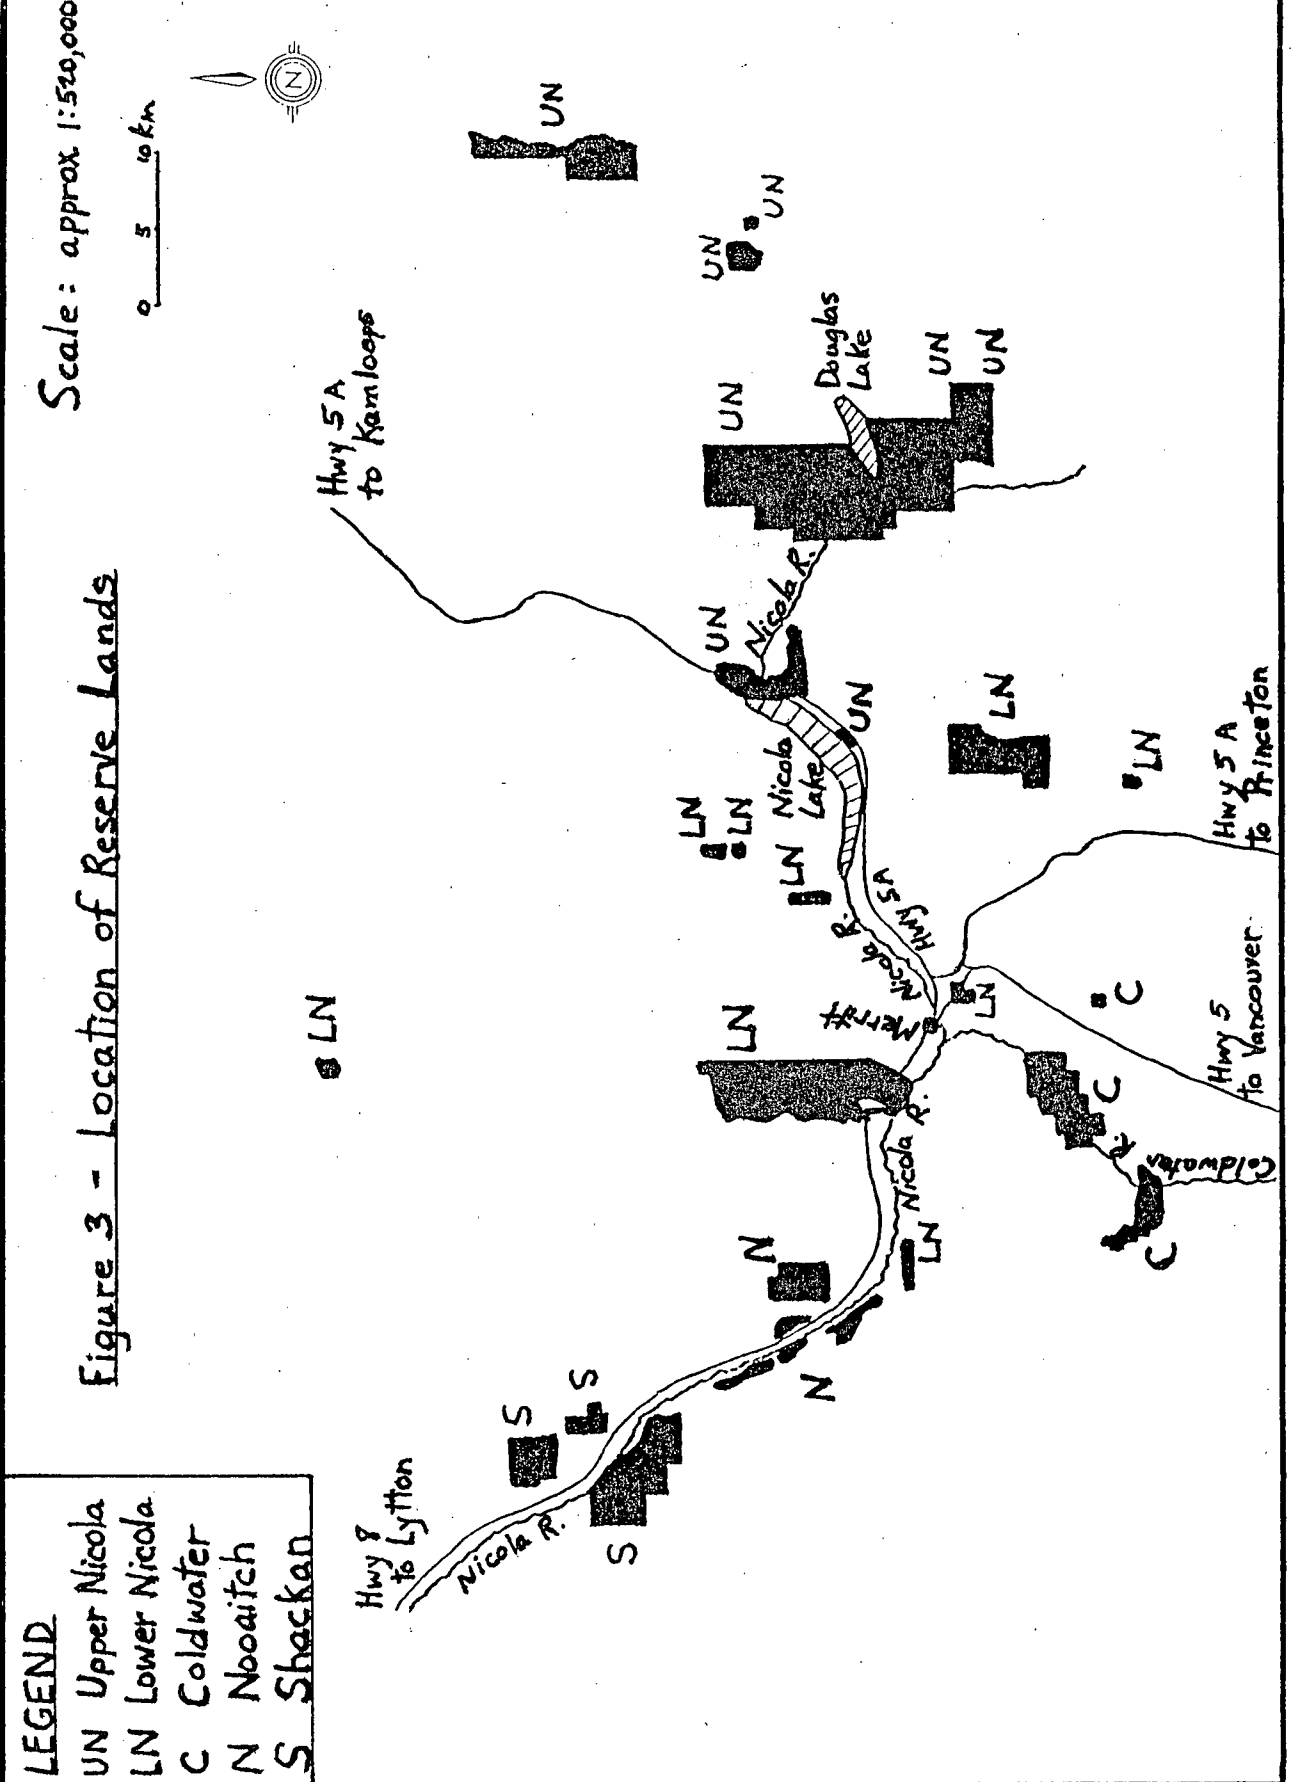 Figure 3 - Location of Reserve Lands
Scale: approx 1:520,000
0 5 10 km
N
LEGEND
UN Upper Nicola
LN Lower Nicola
C Coldwater
N Nooaitch
S Shackan
Hwy 8
to Lytton
Nicola R.
S
S
S
N
N
LN
Nicola R.
LN
LN
Merritt
LN
Nicola R.
Hwy 5A
LN
LN
LN
Nicola
Lake
UN
UN
Nicola R.
Hwy 5A
to Kamloops
UN
Douglas
Lake
UN
UN
UN
UN
UN
LN
LN
Hwy 5A
to Princeton
Hwy 5
to Vancouver
C
C
C
Coldwater R.